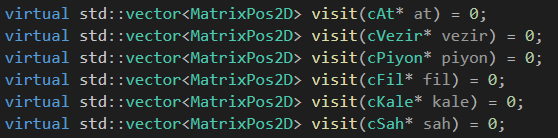 virtual std::vector<MatrixPos2D> visit(cAt* at) = 0;
virtual std::vector<MatrixPos2D> visit(cVezir* vezir) = 0;
virtual std::vector<MatrixPos2D> visit(cPiyon* piyon) = 0;
virtual std::vector<MatrixPos2D> visit(cFil* fil) = 0;
virtual std::vector<MatrixPos2D> visit(cKale* kale) = 0;
virtual std::vector<MatrixPos2D> visit(cSah* sah) = 0;